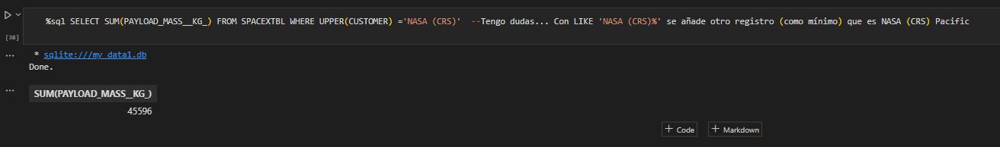 %sql SELECT SUM(PAYLOAD_MASS__KG_) FROM SPACEXTBL WHERE UPPER(CUSTOMER) ='NASA (CRS)'  --Tengo dudas... Con LIKE 'NASA (CRS)%' se añade otro registro (como mínimo) que es NASA (CRS) Pacific
[38]
* sqlite:///my_data1.db
Done.
SUM(PAYLOAD_MASS__KG_)
45596
+ Code
+ Markdown